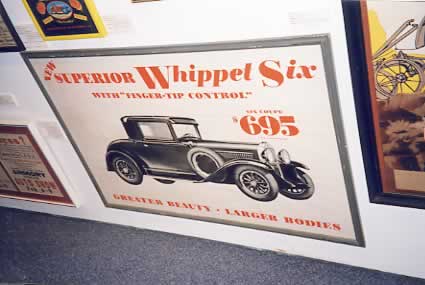 NEW SUPERIOR Whippet Six
WITH "FINGER-TIP CONTROL"
SIX COUPE
$695
GREATER BEAUTY · LARGER BODIES